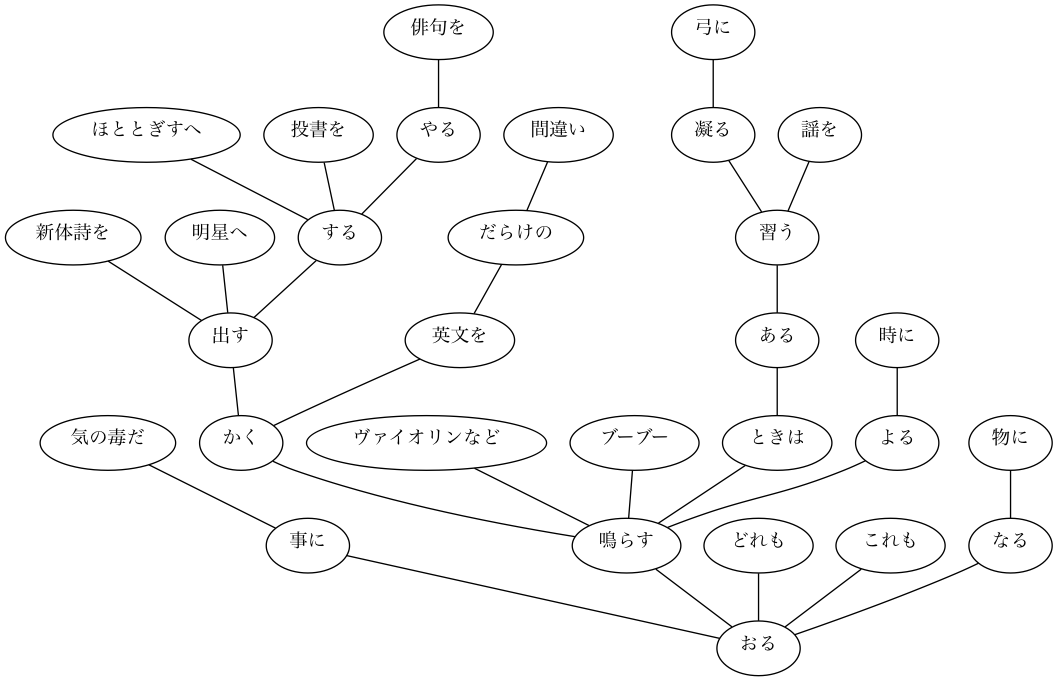 俳句を
弓に
ほととぎすへ
投書を
やる
間違い
凝る
謡を
新体詩を
明星へ
する
だらけの
習う
出す
英文を
ある
時に
気の毒だ
かく
ヴァイオリンなど
ブーブー
ときは
よる
物に
事に
鳴らす
どれも
これも
なる
おる